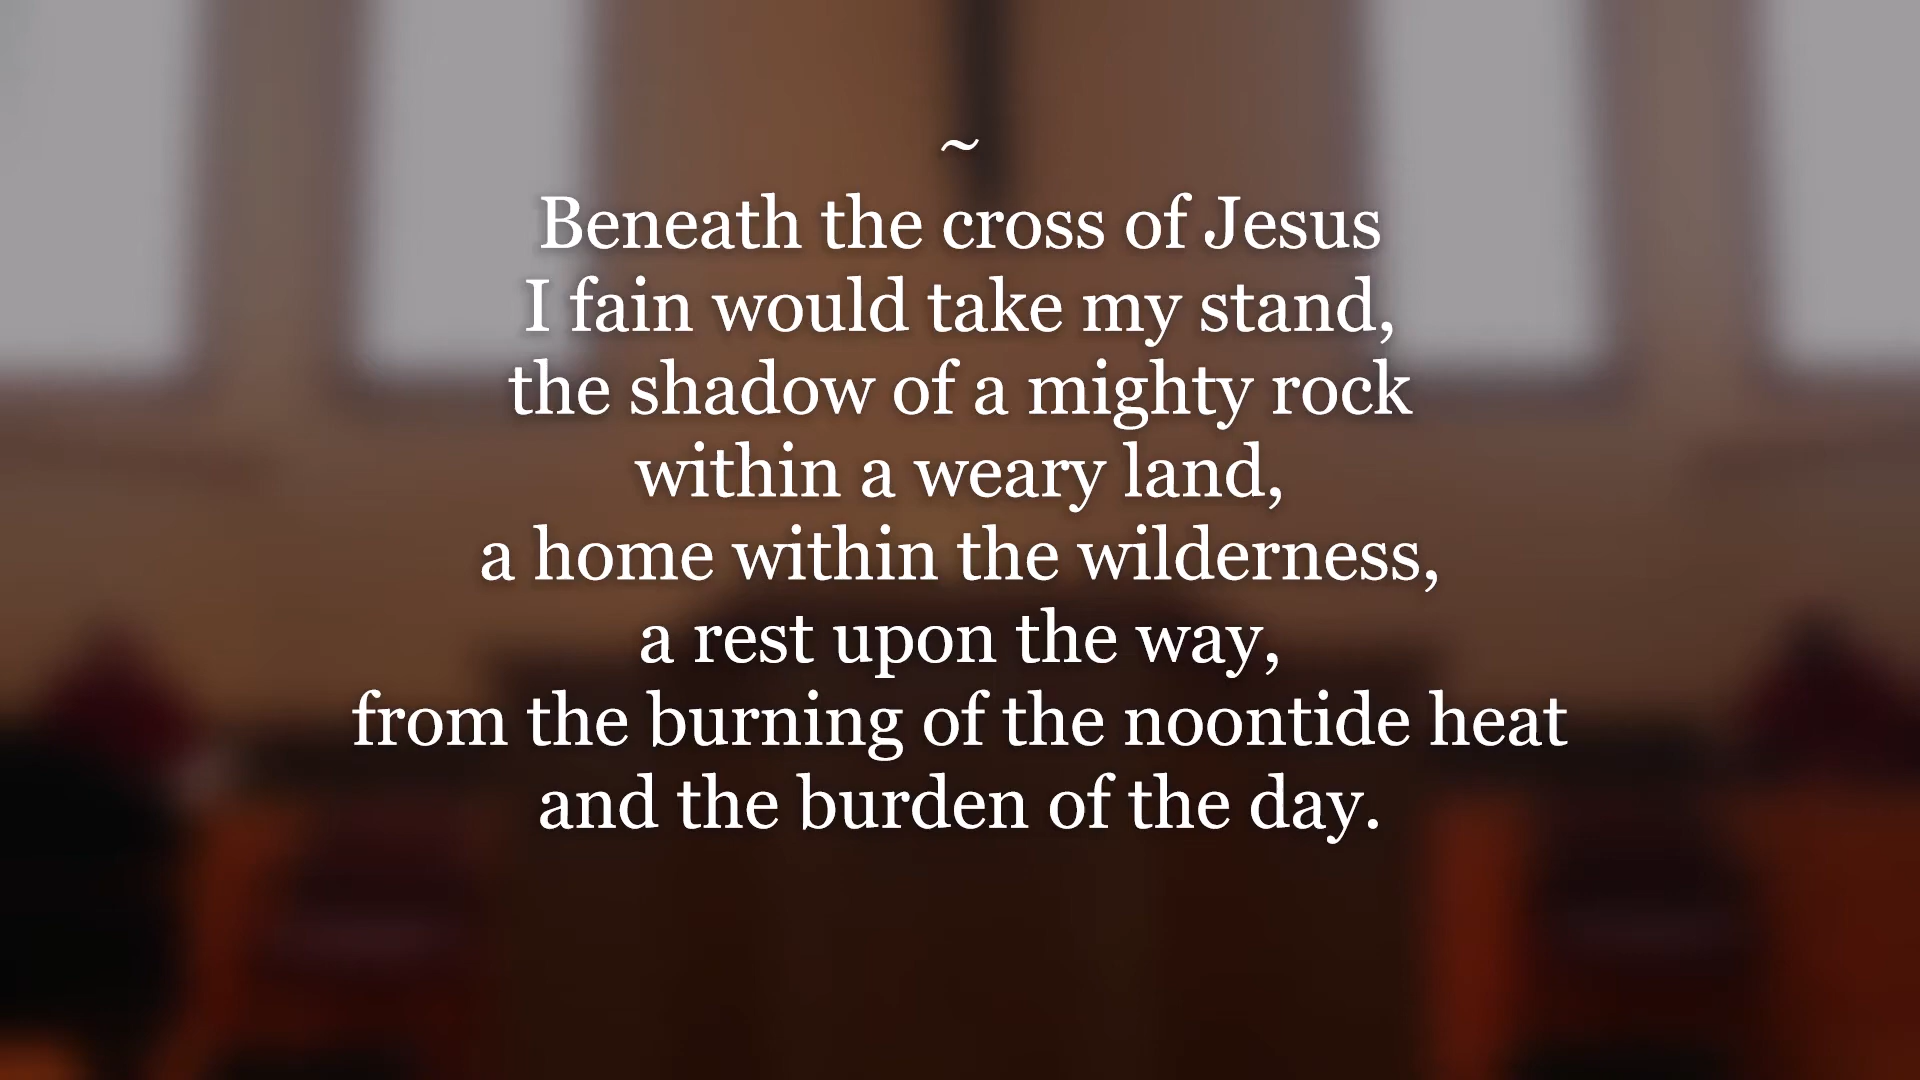 ~
Beneath the cross of Jesus
I fain would take my stand,
the shadow of a mighty rock
within a weary land,
a home within the wilderness,
a rest upon the way,
from the burning of the noontide heat
and the burden of the day.